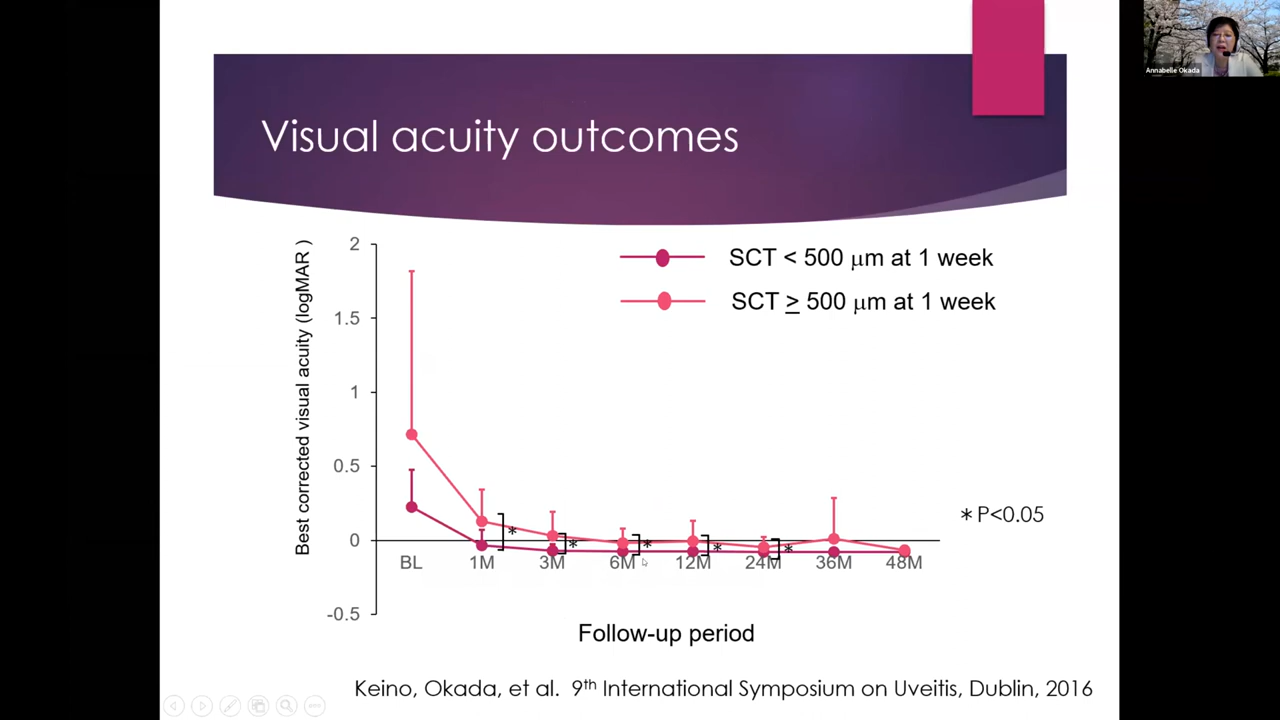 Annabelle Okada
Visual acuity outcomes
Best corrected visual acuity (logMAR )
2
1.5
1
0.5
0
-0.5
SCT < 500 μm at 1 week
SCT ≥ 500 μm at 1 week
* P<0.05
*
*
*
*
*
BL 1M 3M 6M 12M 24M 36M 48M
Follow-up period
Keino, Okada, et al. 9th International Symposium on Uveitis, Dublin, 2016